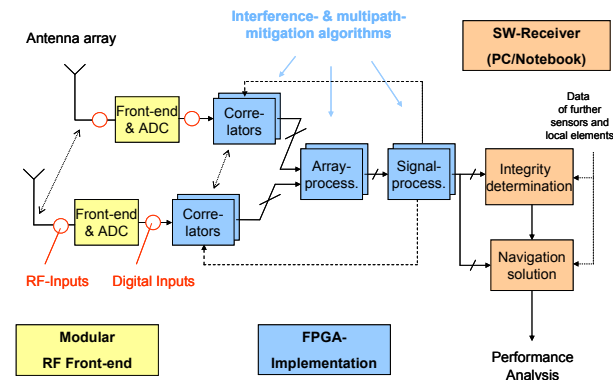 Interference- & multipath-
mitigation algorithms
SW-Receiver
(PC/Notebook)
Antenna array
Front-end
& ADC
Corre-
lators
Data
of further
sensors and
local elements
Array-
process.
Signal-
process.
Integrity
determination
Front-end
& ADC
Corre-
lators
Navigation
solution
RF-Inputs
Digital Inputs
Modular
RF Front-end
FPGA-
Implementation
Performance
Analysis